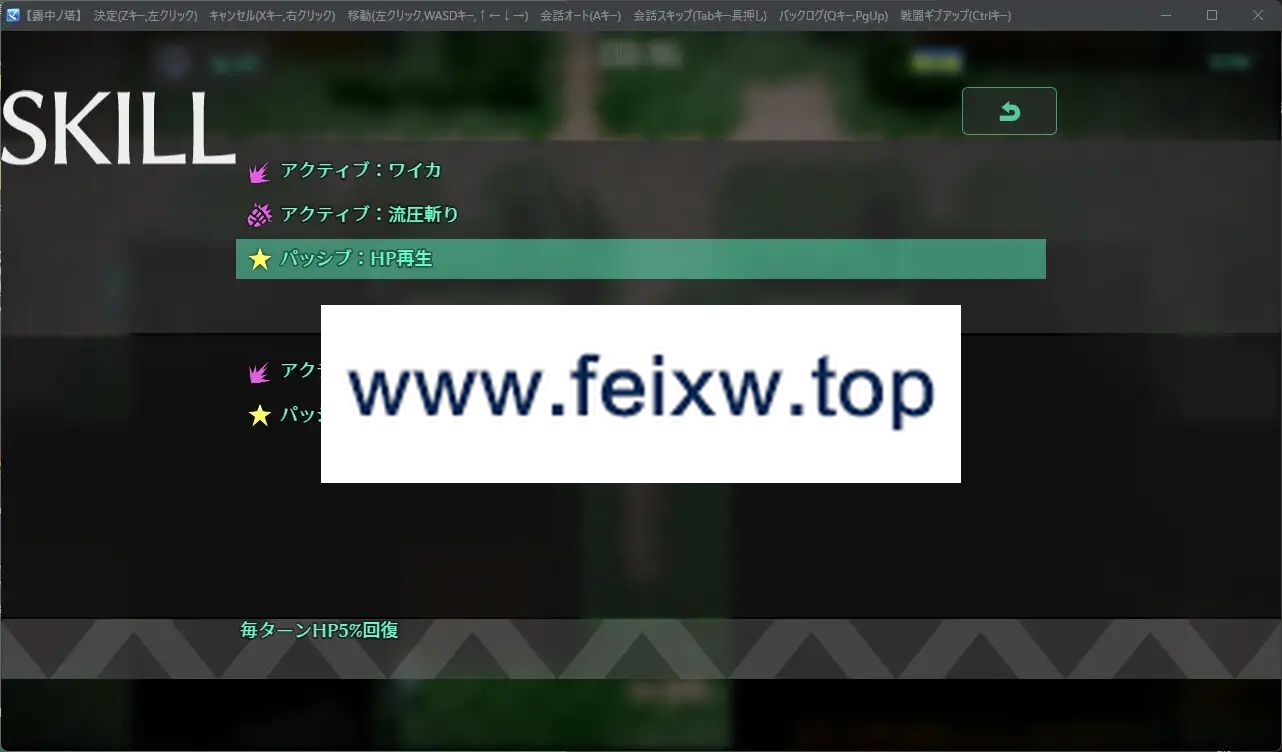 【霧中ノ塔】 決定(Zキー,左クリック) キャンセル(Xキー,右クリック) 移動(左クリック,WASDキー,↑←↓→) 会話オート(Aキー) 会話スキップ(Tabキー長押し) バックログ(Qキー,PgUp) 戦闘ギブアップ(Ctrlキー)
SKILL
アクティブ：ワイカ
アクティブ：流圧斬り
パッシブ：HP再生
www.feixw.top
アク
パッ
毎ターンHP5%回復